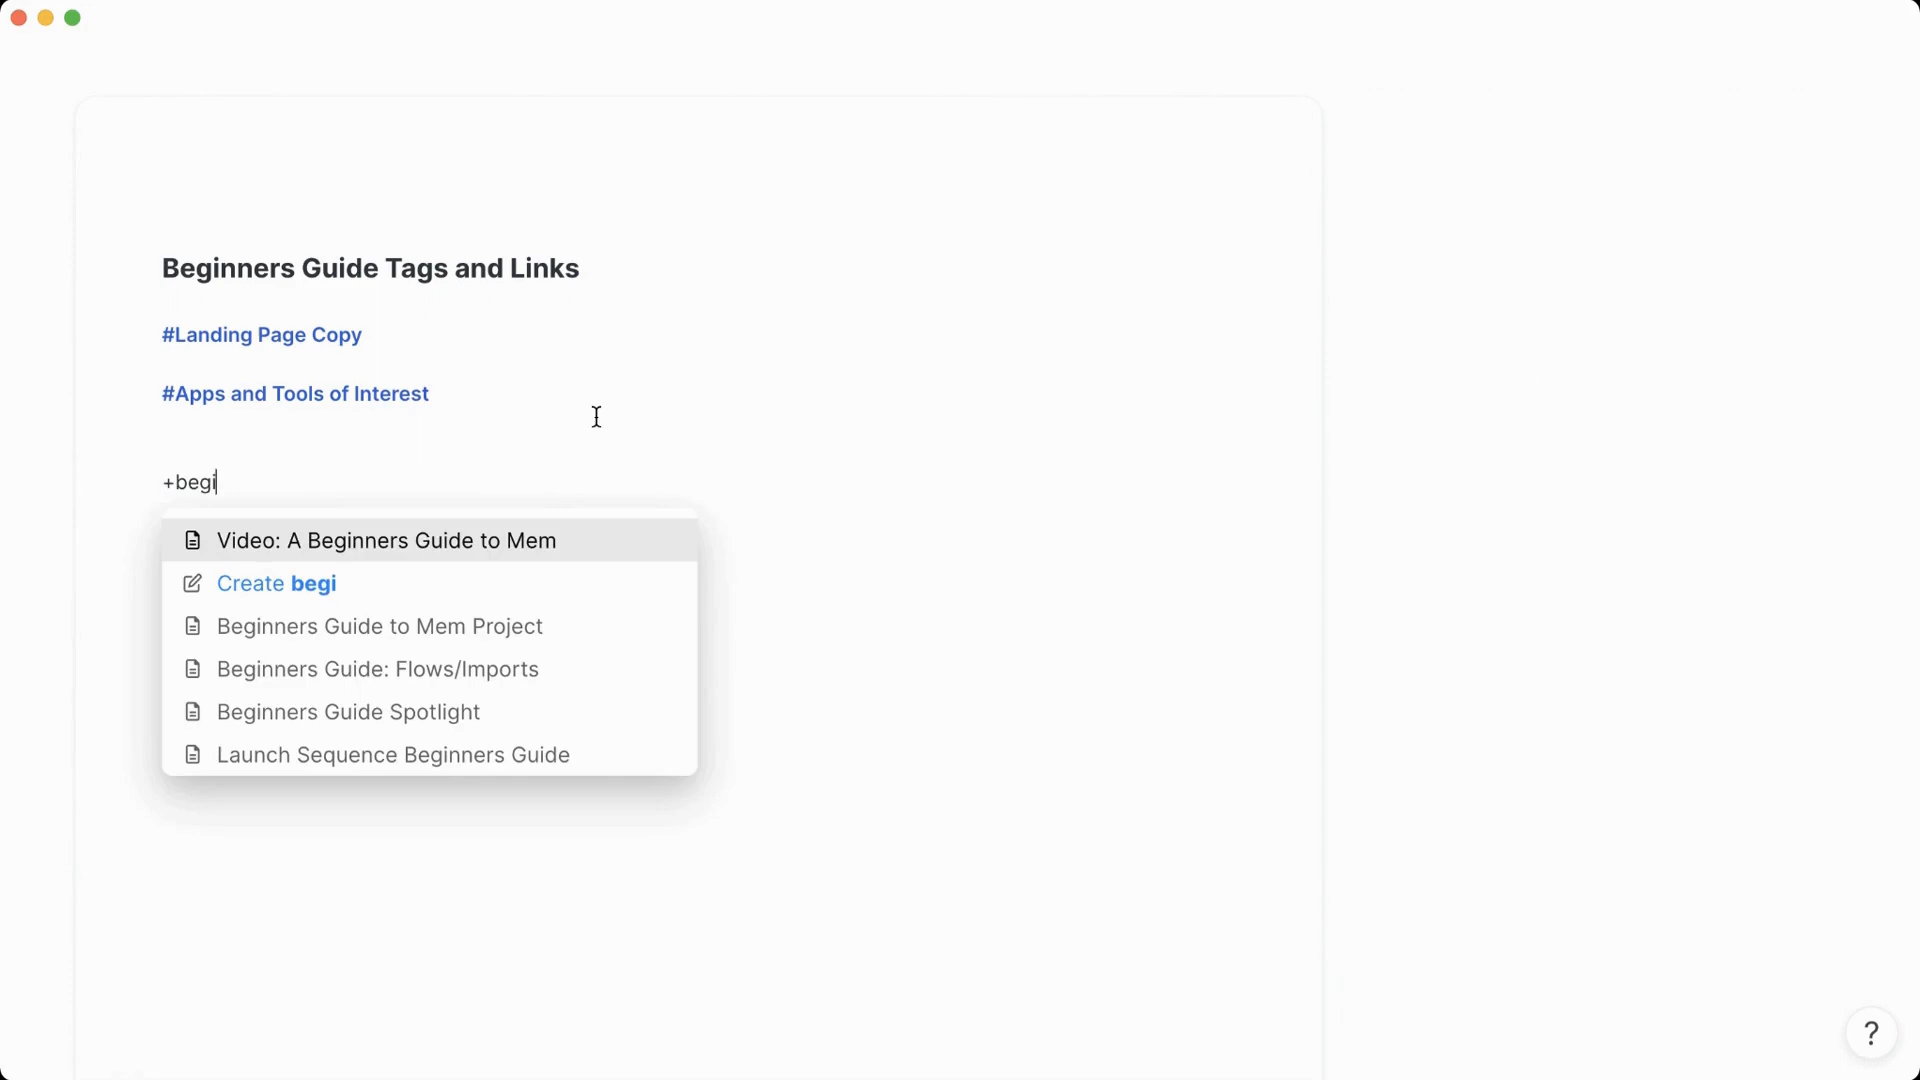 Beginners Guide Tags and Links
#Landing Page Copy
#Apps and Tools of Interest
+begi
Video: A Beginners Guide to Mem
Create begi
Beginners Guide to Mem Project
Beginners Guide: Flows/Imports
Beginners Guide Spotlight
Launch Sequence Beginners Guide
?